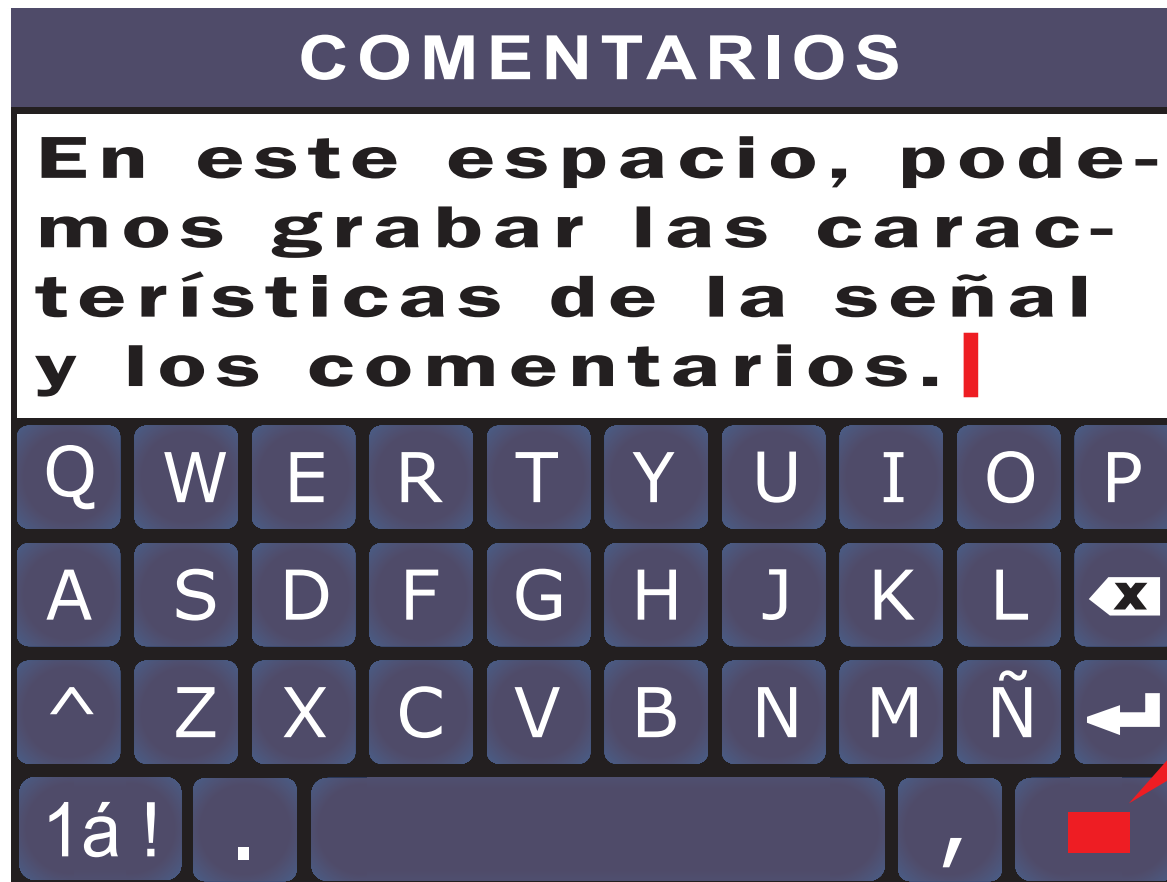 COMENTARIOS
En este espacio, pode-
mos grabar las carac-
terísticas de la señal
y los comentarios.
Q W E R T Y U I O P
A S D F G H J K L X
^ Z X C V B N M Ñ
1á! . ,